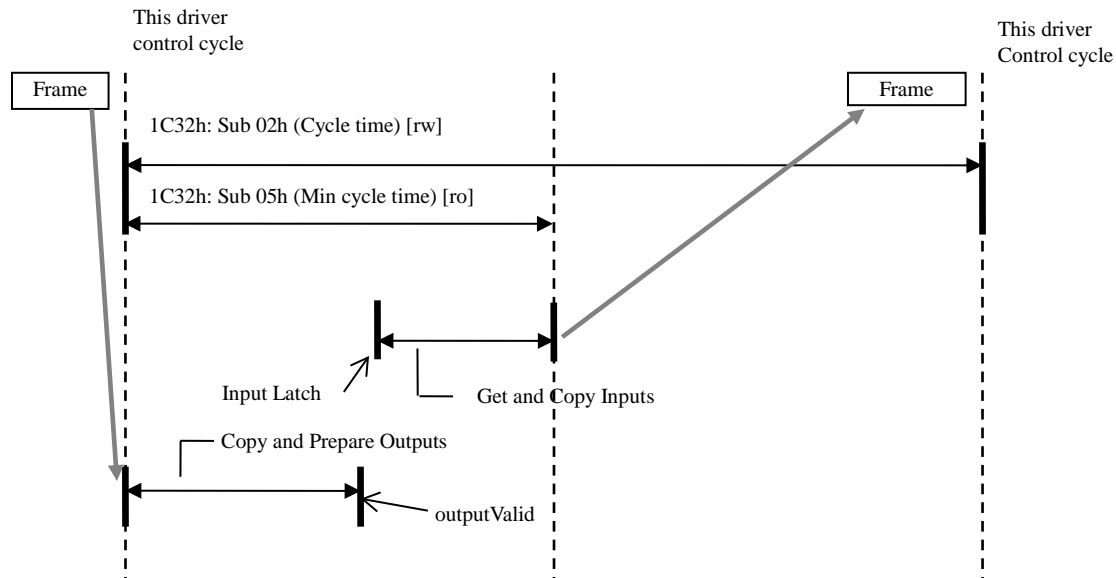 This driver
control cycle
This driver
Control cycle
Frame
Frame
1C32h: Sub 02h (Cycle time) [rw]
1C32h: Sub 05h (Min cycle time) [ro]
Input Latch
Get and Copy Inputs
Copy and Prepare Outputs
outputValid